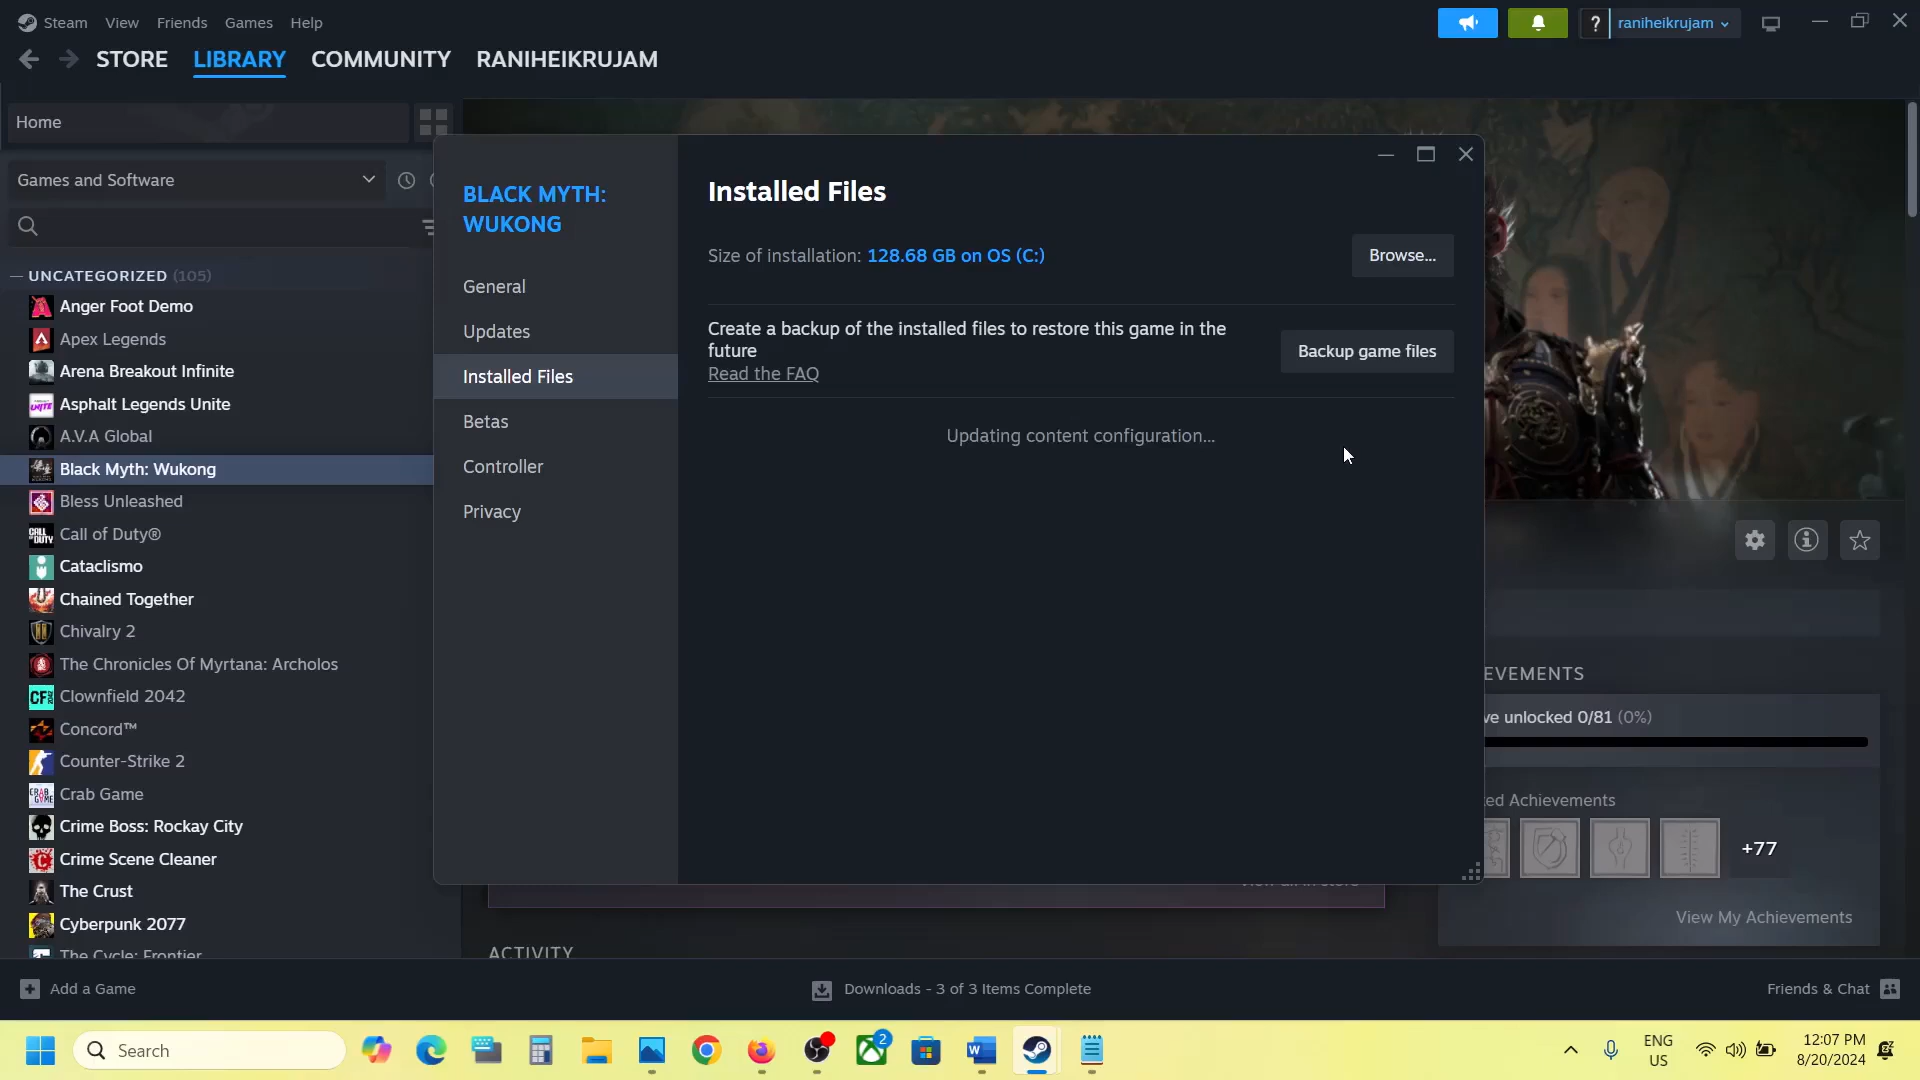 Steam View Friends Games Help
? raniheikrujam
STORE LIBRARY COMMUNITY RANIHEIKRUJAM
Home
Games and Software
— UNCATEGORIZED (105)
Anger Foot Demo
Apex Legends
Arena Breakout Infinite
Asphalt Legends Unite
A.V.A Global
Black Myth: Wukong
Bless Unleashed
Call of Duty®
Cataclismo
Chained Together
Chivalry 2
The Chronicles Of Myrtana: Archolos
Clownfield 2042
Concord™
Counter-Strike 2
Crab Game
Crime Boss: Rockay City
Crime Scene Cleaner
The Crust
Cyberpunk 2077
The Cycle: Frontier
BLACK MYTH:
WUKONG
General
Updates
Installed Files
Betas
Controller
Privacy
Installed Files
Size of installation: 128.68 GB on OS (C:)
Browse...
Create a backup of the installed files to restore this game in the
future
Read the FAQ
Backup game files
Updating content configuration...
EVEMENTS
ve unlocked 0/81 (0%)
ed Achievements
+77
View My Achievements
ACTIVITY
Add a Game
Downloads - 3 of 3 Items Complete
Friends & Chat
Search
2
ENG
US
12:07 PM
8/20/2024